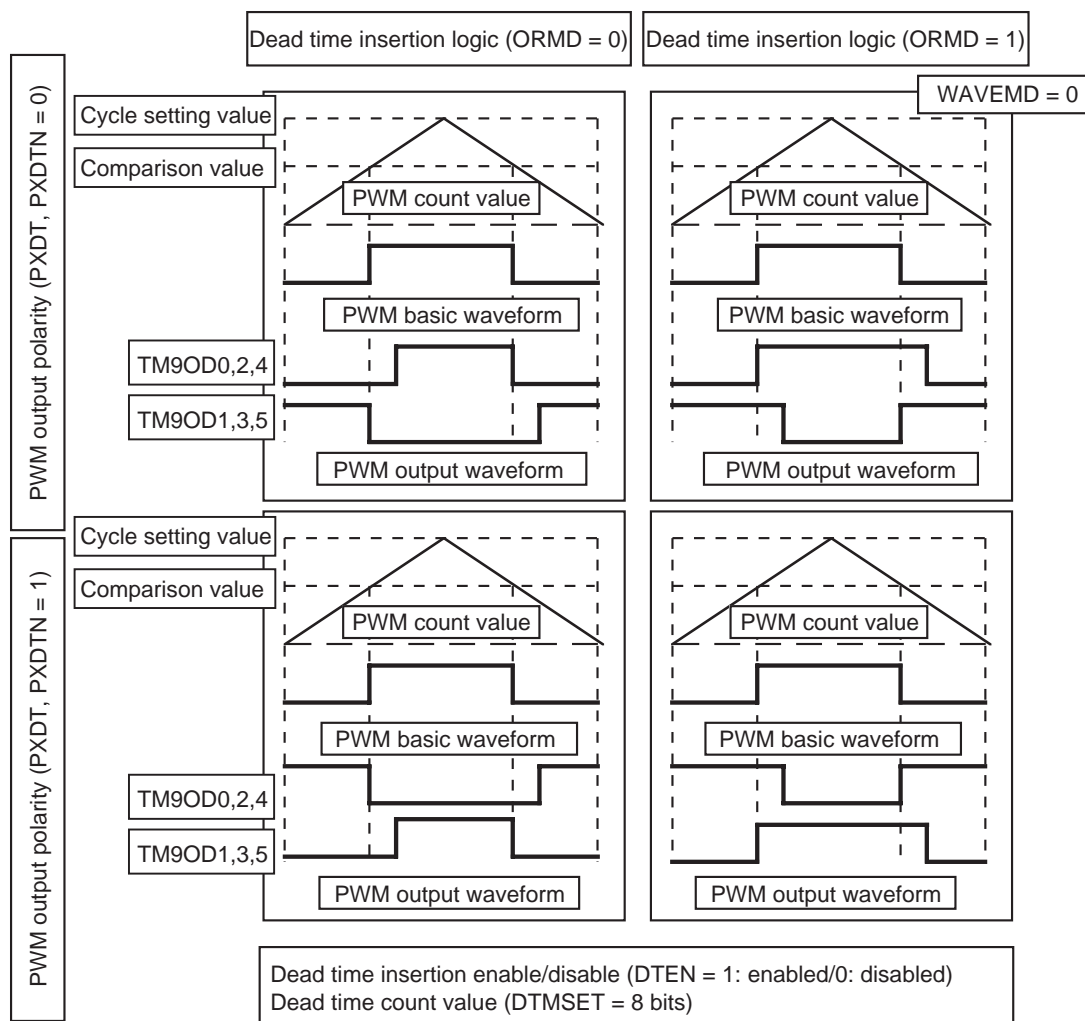 Dead time insertion logic (ORMD = 0)
Dead time insertion logic (ORMD = 1)
WAVEMD = 0
PWM output polarity (PXDT, PXDTN = 0)
Cycle setting value
Comparison value
PWM count value
PWM count value
PWM basic waveform
PWM basic waveform
TM9OD0,2,4
TM9OD1,3,5
PWM output waveform
PWM output waveform
PWM output polarity (PXDT, PXDTN = 1)
Cycle setting value
Comparison value
PWM count value
PWM count value
PWM basic waveform
PWM basic waveform
TM9OD0,2,4
TM9OD1,3,5
PWM output waveform
PWM output waveform
Dead time insertion enable/disable (DTEN = 1: enabled/0: disabled)
Dead time count value (DTMSET = 8 bits)